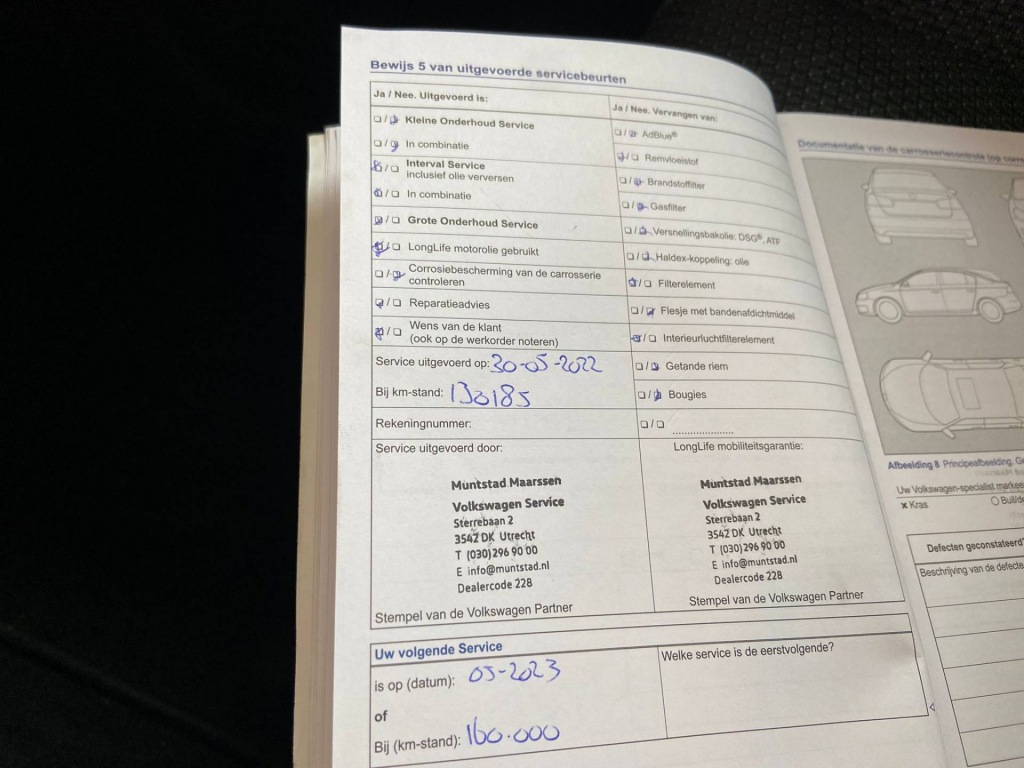 Bewijs 5 van uitgevoerde servicebeurten
Ja / Nee. Uitgevoerd is:
☐ / ☑ Kleine Onderhoud Service
☐ / ☑ In combinatie
☑ / ☐ Interval Service
inclusief olie verversen
☑ / ☐ In combinatie
☑ / ☐ Grote Onderhoud Service
☑ / ☐ LongLife motorolie gebruikt
☐ / ☑ Corrosiebescherming van de carrosserie
controleren
☑ / ☐ Reparatieadvies
☑ / ☐ Wens van de klant
(ook op de werkorder noteren)
Service uitgevoerd op: 30-05-2022
Bij km-stand: 130185
Rekeningnummer:
Ja / Nee. Vervangen van:
☐ / ☑ AdBlue®
☑ / ☐ Remvloeistof
☐ / ☑ Brandstoffilter
☐ / ☑ Gasfilter
☐ / ☑ Versnellingsbakolie: DSG®, ATF
☐ / ☑ Haldex-koppeling: olie
☑ / ☐ Filterelement
☐ / ☑ Flesje met bandenafdichtmiddel
☑ / ☐ Interieurluchtfilterelement
☐ / ☑ Getande riem
☐ / ☑ Bougies
☐ / ☐ ....................
Service uitgevoerd door:
Muntstad Maarssen
Volkswagen Service
Sterrebaan 2
3542 DK Utrecht
T (030) 296 90 00
E info@muntstad.nl
Dealercode 228
Stempel van de Volkswagen Partner
LongLife mobiliteitsgarantie:
Muntstad Maarssen
Volkswagen Service
Sterrebaan 2
3542 DK Utrecht
T (030) 296 90 00
E info@muntstad.nl
Dealercode 228
Stempel van de Volkswagen Partner
Uw volgende Service
is op (datum): 05-2023
of
Bij (km-stand): 160.000
Welke service is de eerstvolgende?
Documentatie van de carrosseriecontrole (op
Afbeelding 8 Principeafbeelding.
Uw Volkswagen-specialist
× Kras
Defecten geconstateerd?
Beschrijving van de